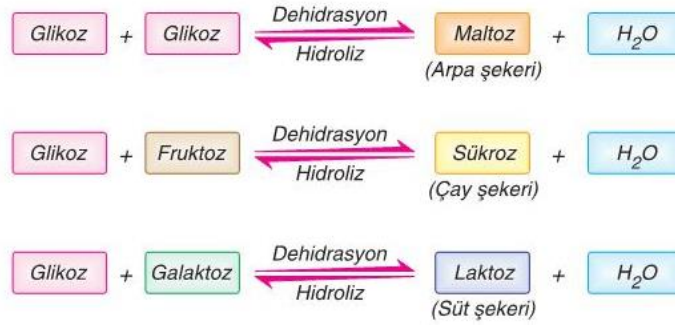 Glikoz + Glikoz Dehidrasyon Hidroliz Maltoz + H₂O
(Arpa şekeri)
Glikoz + Fruktoz Dehidrasyon Hidroliz Sükroz + H₂O
(Çay şekeri)
Glikoz + Galaktoz Dehidrasyon Hidroliz Laktoz + H₂O
(Süt şekeri)